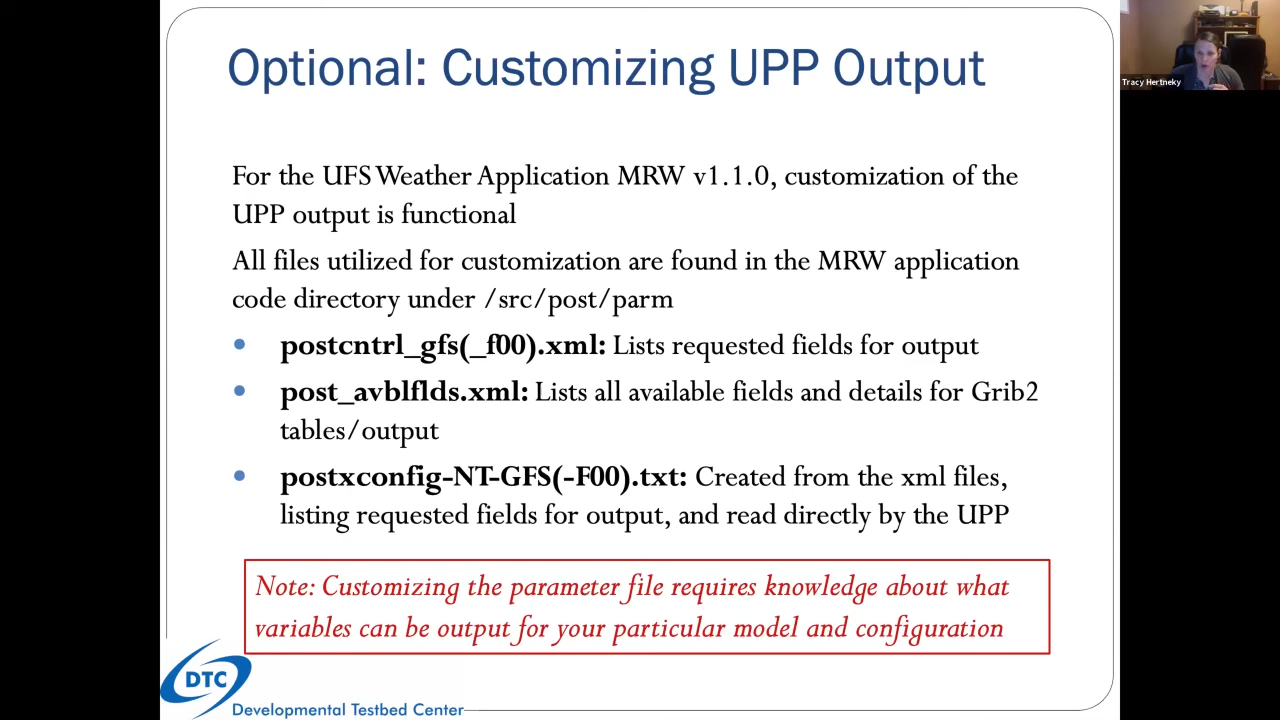 Optional: Customizing UPP Output
Tracy Hertneky
For the UFS Weather Application MRW v1.1.0, customization of the
UPP output is functional
All files utilized for customization are found in the MRW application
code directory under /src/post/parm
• postcntrl_gfs(_f00).xml: Lists requested fields for output
• post_avblflds.xml: Lists all available fields and details for Grib2
tables/output
• postxconfig-NT-GFS(-F00).txt: Created from the xml files,
listing requested fields for output, and read directly by the UPP
Note: Customizing the parameter file requires knowledge about what
variables can be output for your particular model and configuration
DTC
Developmental Testbed Center